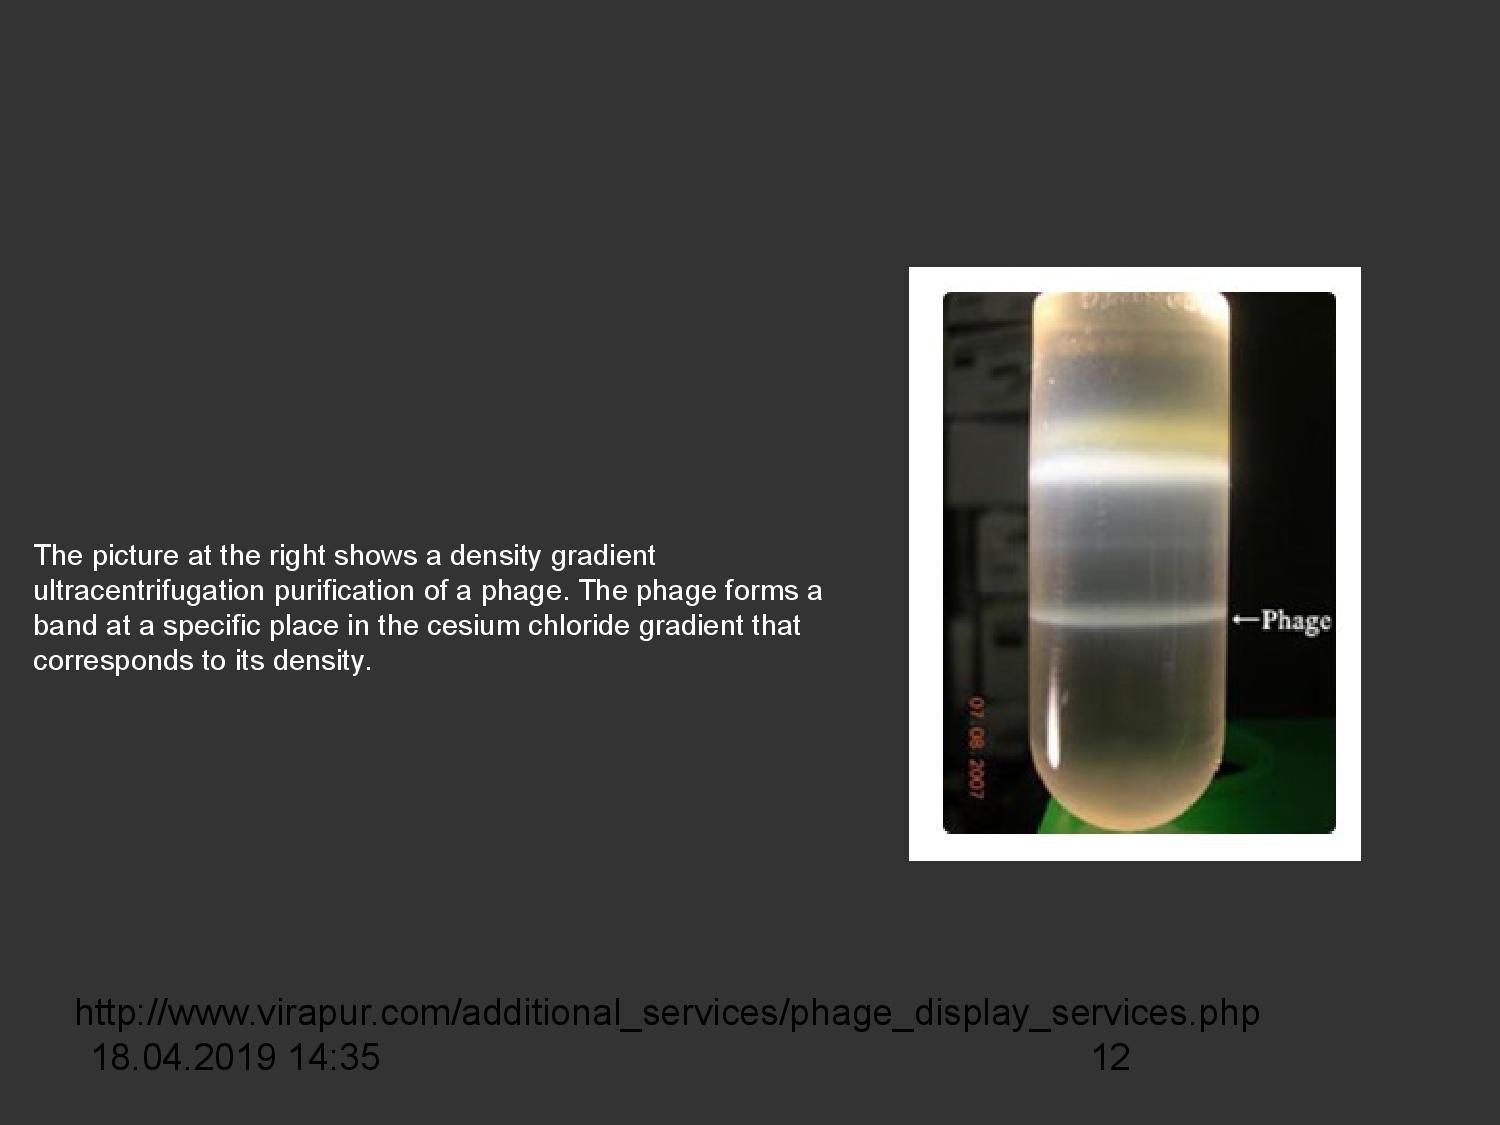 The picture at the right shows a density gradient
ultracentrifugation purification of a phage. The phage forms a
band at a specific place in the cesium chloride gradient that
corresponds to its density.
←Phage
07.08.2007
http://www.virapur.com/additional_services/phage_display_services.php
18.04.2019 14:35
12